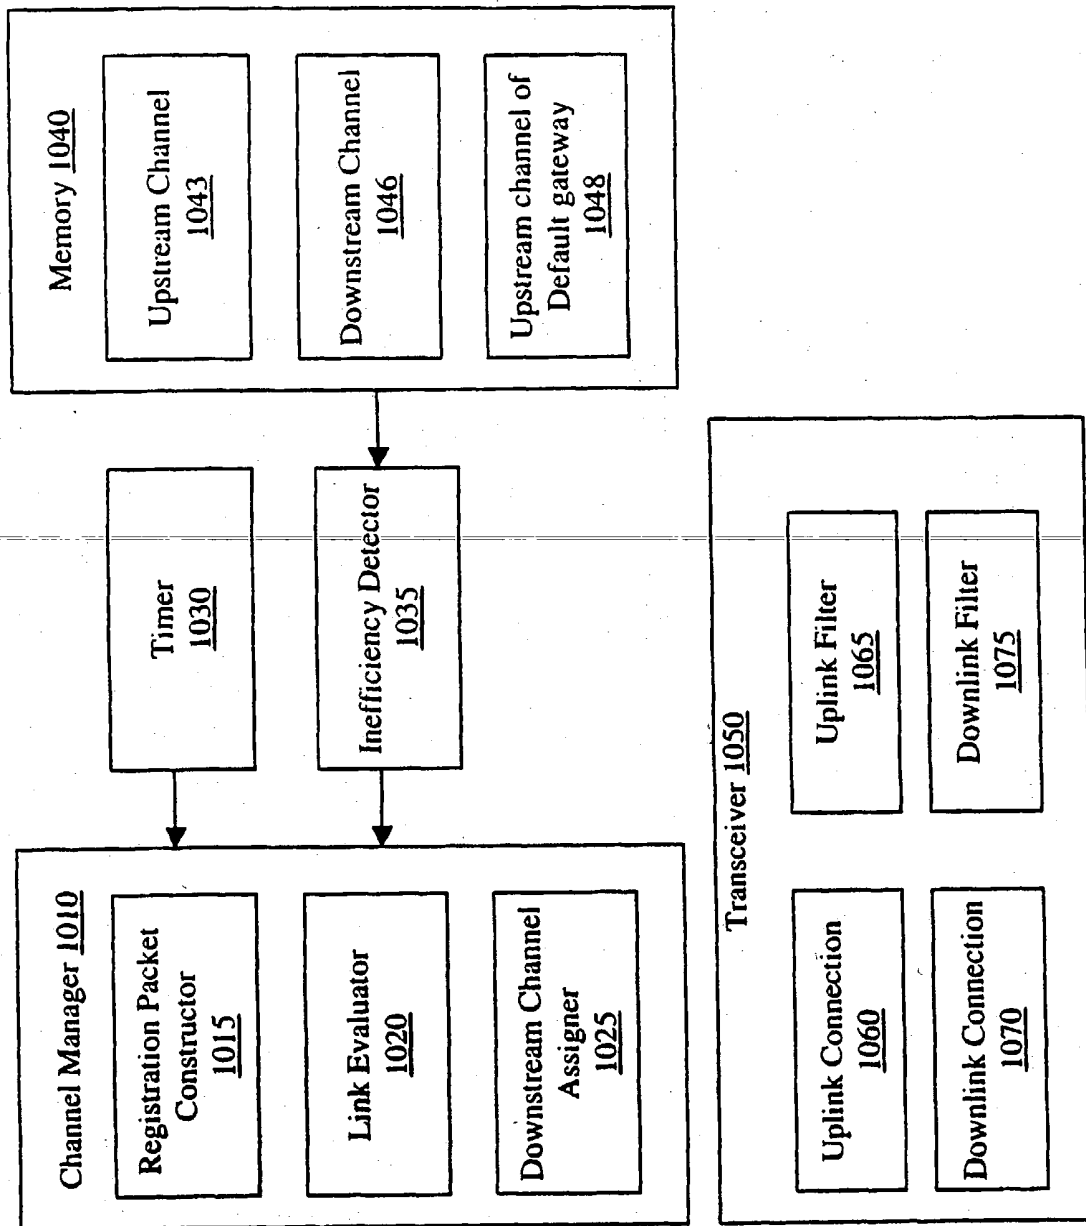 Channel Manager 1010
Registration Packet
Constructor
1015
Link Evaluator
1020
Downstream Channel
Assigner
1025
Timer
1030
Inefficiency Detector
1035
Memory 1040
Upstream Channel
1043
Downstream Channel
1046
Upstream channel of
Default gateway
1048
Transceiver 1050
Uplink Connection
1060
Uplink Filter
1065
Downlink Connection
1070
Downlink Filter
1075